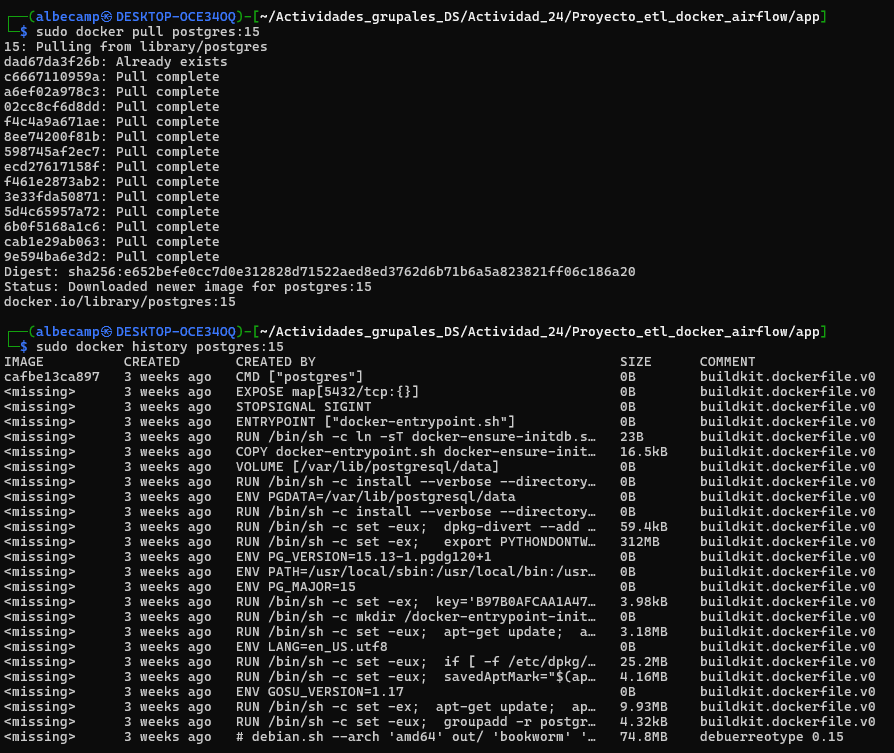 ┌──(albecamp㉿DESKTOP-OCE34OQ)-[~/Actividades_grupales_DS/Actividad_24/Proyecto_etl_docker_airflow/app]
└─$ sudo docker pull postgres:15
15: Pulling from library/postgres
dad67da3f26b: Already exists
c6667110959a: Pull complete
a6ef02a978c3: Pull complete
02cc8cf6d8dd: Pull complete
f4c4a9a671ae: Pull complete
8ee74200f81b: Pull complete
598745af2ec7: Pull complete
ecd27617158f: Pull complete
f461e2873ab2: Pull complete
3e33fda50871: Pull complete
5d4c65957a72: Pull complete
6b0f5168a1c6: Pull complete
cab1e29ab063: Pull complete
9e594ba6e3d2: Pull complete
Digest: sha256:e652befe0cc7d0e312828d71522aed8ed3762d6b71b6a5a823821ff06c186a20
Status: Downloaded newer image for postgres:15
docker.io/library/postgres:15
┌──(albecamp㉿DESKTOP-OCE34OQ)-[~/Actividades_grupales_DS/Actividad_24/Proyecto_etl_docker_airflow/app]
└─$ sudo docker history postgres:15
IMAGE CREATED CREATED BY SIZE COMMENT
cafbe13ca897 3 weeks ago CMD ["postgres"] 0B buildkit.dockerfile.v0
<missing> 3 weeks ago EXPOSE map[5432/tcp:{}] 0B buildkit.dockerfile.v0
<missing> 3 weeks ago STOPSIGNAL SIGINT 0B buildkit.dockerfile.v0
<missing> 3 weeks ago ENTRYPOINT ["docker-entrypoint.sh"] 0B buildkit.dockerfile.v0
<missing> 3 weeks ago RUN /bin/sh -c ln -sT docker-ensure-initdb.s… 23B buildkit.dockerfile.v0
<missing> 3 weeks ago COPY docker-entrypoint.sh docker-ensure-init… 16.5kB buildkit.dockerfile.v0
<missing> 3 weeks ago VOLUME [/var/lib/postgresql/data] 0B buildkit.dockerfile.v0
<missing> 3 weeks ago RUN /bin/sh -c install --verbose --directory… 0B buildkit.dockerfile.v0
<missing> 3 weeks ago ENV PGDATA=/var/lib/postgresql/data 0B buildkit.dockerfile.v0
<missing> 3 weeks ago RUN /bin/sh -c install --verbose --directory… 0B buildkit.dockerfile.v0
<missing> 3 weeks ago RUN /bin/sh -c set -eux; dpkg-divert --add … 59.4kB buildkit.dockerfile.v0
<missing> 3 weeks ago RUN /bin/sh -c set -ex; export PYTHONDONTW… 312MB buildkit.dockerfile.v0
<missing> 3 weeks ago ENV PG_VERSION=15.13-1.pgdg120+1 0B buildkit.dockerfile.v0
<missing> 3 weeks ago ENV PATH=/usr/local/sbin:/usr/local/bin:/usr… 0B buildkit.dockerfile.v0
<missing> 3 weeks ago ENV PG_MAJOR=15 0B buildkit.dockerfile.v0
<missing> 3 weeks ago RUN /bin/sh -c set -ex; key='B97B0AFCAA1A47… 3.98kB buildkit.dockerfile.v0
<missing> 3 weeks ago RUN /bin/sh -c mkdir /docker-entrypoint-init… 0B buildkit.dockerfile.v0
<missing> 3 weeks ago RUN /bin/sh -c set -eux; apt-get update; a… 3.18MB buildkit.dockerfile.v0
<missing> 3 weeks ago ENV LANG=en_US.utf8 0B buildkit.dockerfile.v0
<missing> 3 weeks ago RUN /bin/sh -c set -eux; if [ -f /etc/dpkg/… 25.2MB buildkit.dockerfile.v0
<missing> 3 weeks ago RUN /bin/sh -c set -eux; savedAptMark="$(ap… 4.16MB buildkit.dockerfile.v0
<missing> 3 weeks ago ENV GOSU_VERSION=1.17 0B buildkit.dockerfile.v0
<missing> 3 weeks ago RUN /bin/sh -c set -ex; apt-get update; ap… 9.93MB buildkit.dockerfile.v0
<missing> 3 weeks ago RUN /bin/sh -c set -eux; groupadd -r postgr… 4.32kB buildkit.dockerfile.v0
<missing> 3 weeks ago # debian.sh --arch 'amd64' out/ 'bookworm' '… 74.8MB debuerreotype 0.15